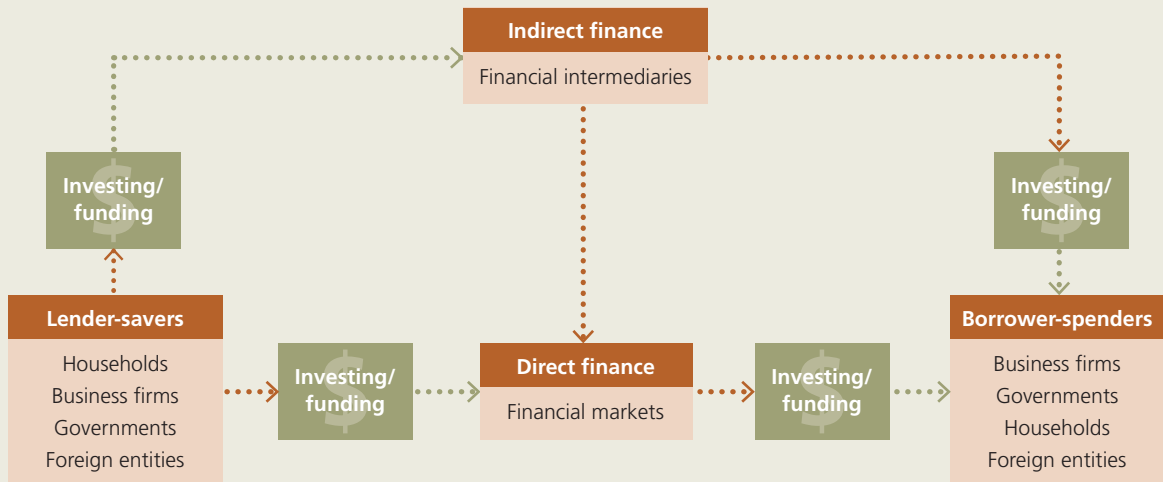 Indirect finance
Financial intermediaries
Investing/
funding
Investing/
funding
Lender-savers
Households
Business firms
Governments
Foreign entities
Investing/
funding
Direct finance
Financial markets
Investing/
funding
Borrower-spenders
Business firms
Governments
Households
Foreign entities